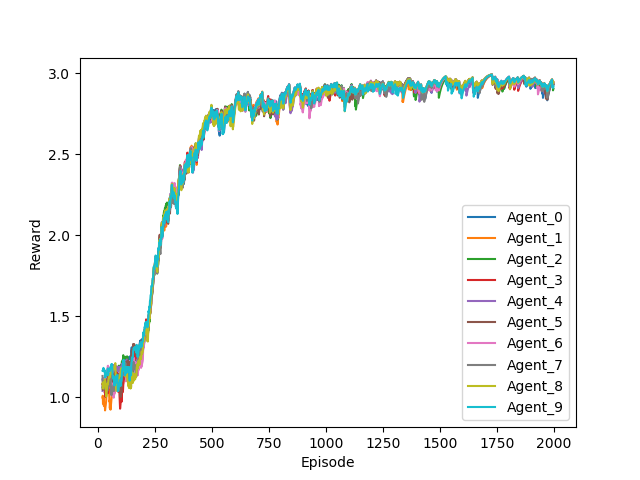 3.0
2.5
2.0
1.5
1.0
Reward
0 250 500 750 1000 1250 1500 1750 2000
Episode
Agent_0
Agent_1
Agent_2
Agent_3
Agent_4
Agent_5
Agent_6
Agent_7
Agent_8
Agent_9